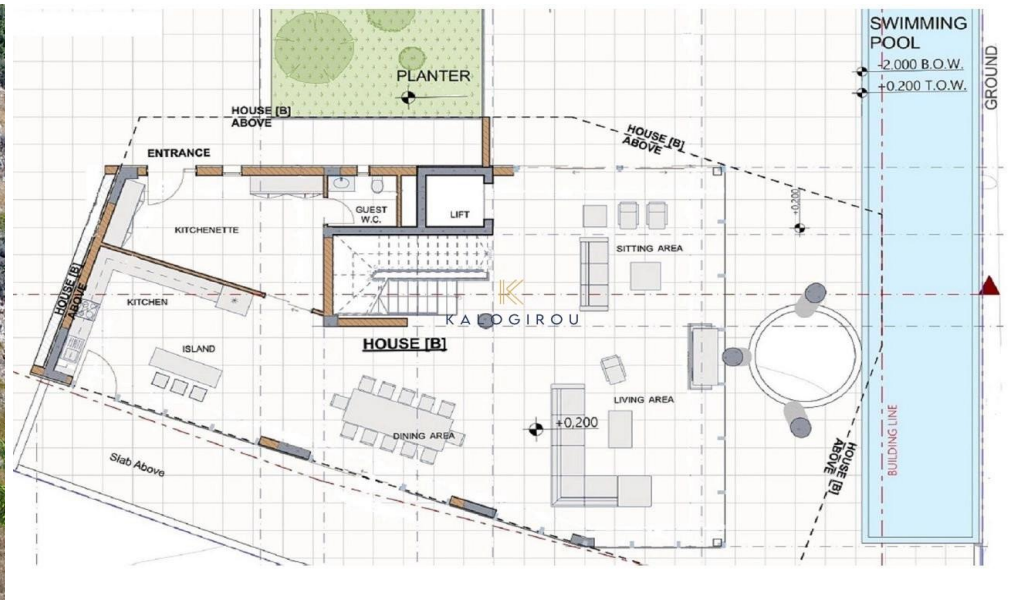 SWIMMING
POOL
-2.000 B.O.W.
+0.200 T.O.W.
GROUND
PLANTER
HOUSE [B]
ABOVE
HOUSE [B]
ABOVE
ENTRANCE
GUEST
W.C.
LIFT
KITCHENETTE
+0,200
SITTING AREA
HOUSE [B]
ABOVE
KITCHEN
KALOGIROU
HOUSE [B]
ISLAND
LIVING AREA
+0,200
DINING AREA
BUILDING LINE
HOUSE [B]
ABOVE
Slab Above